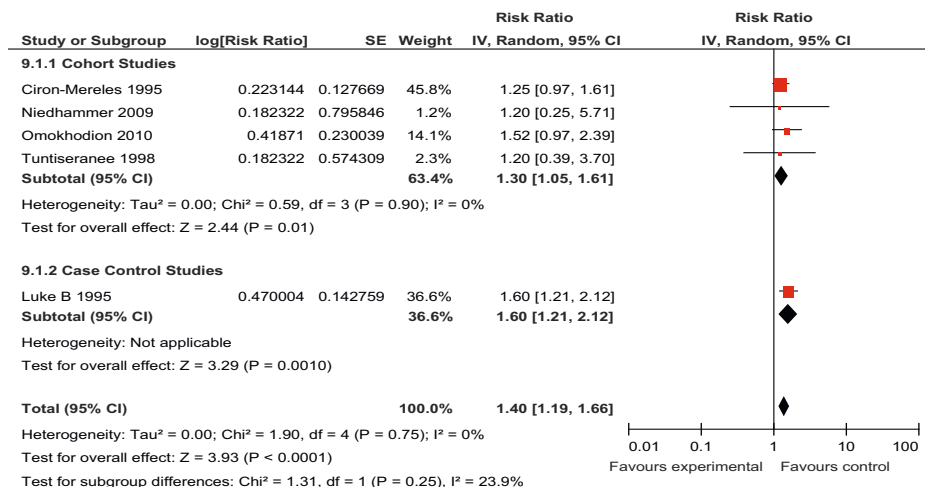 Risk Ratio Risk Ratio
Study or Subgroup log[Risk Ratio] SE Weight IV, Random, 95% CI IV, Random, 95% CI
9.1.1 Cohort Studies
Ciron-Mereles 1995 0.223144 0.127669 45.8% 1.25 [0.97, 1.61]
Niedhammer 2009 0.182322 0.795846 1.2% 1.20 [0.25, 5.71]
Omokhodion 2010 0.41871 0.230039 14.1% 1.52 [0.97, 2.39]
Tuntiseranee 1998 0.182322 0.574309 2.3% 1.20 [0.39, 3.70]
Subtotal (95% CI) 63.4% 1.30 [1.05, 1.61]
Heterogeneity: Tau² = 0.00; Chi² = 0.59, df = 3 (P = 0.90); I² = 0%
Test for overall effect: Z = 2.44 (P = 0.01)
9.1.2 Case Control Studies
Luke B 1995 0.470004 0.142759 36.6% 1.60 [1.21, 2.12]
Subtotal (95% CI) 36.6% 1.60 [1.21, 2.12]
Heterogeneity: Not applicable
Test for overall effect: Z = 3.29 (P = 0.0010)
Total (95% CI) 100.0% 1.40 [1.19, 1.66]
Heterogeneity: Tau² = 0.00; Chi² = 1.90, df = 4 (P = 0.75); I² = 0%
Test for overall effect: Z = 3.93 (P < 0.0001)
Test for subgroup differences: Chi² = 1.31, df = 1 (P = 0.25), I² = 23.9%
0.01 0.1 1 10 100
Favours experimental Favours control